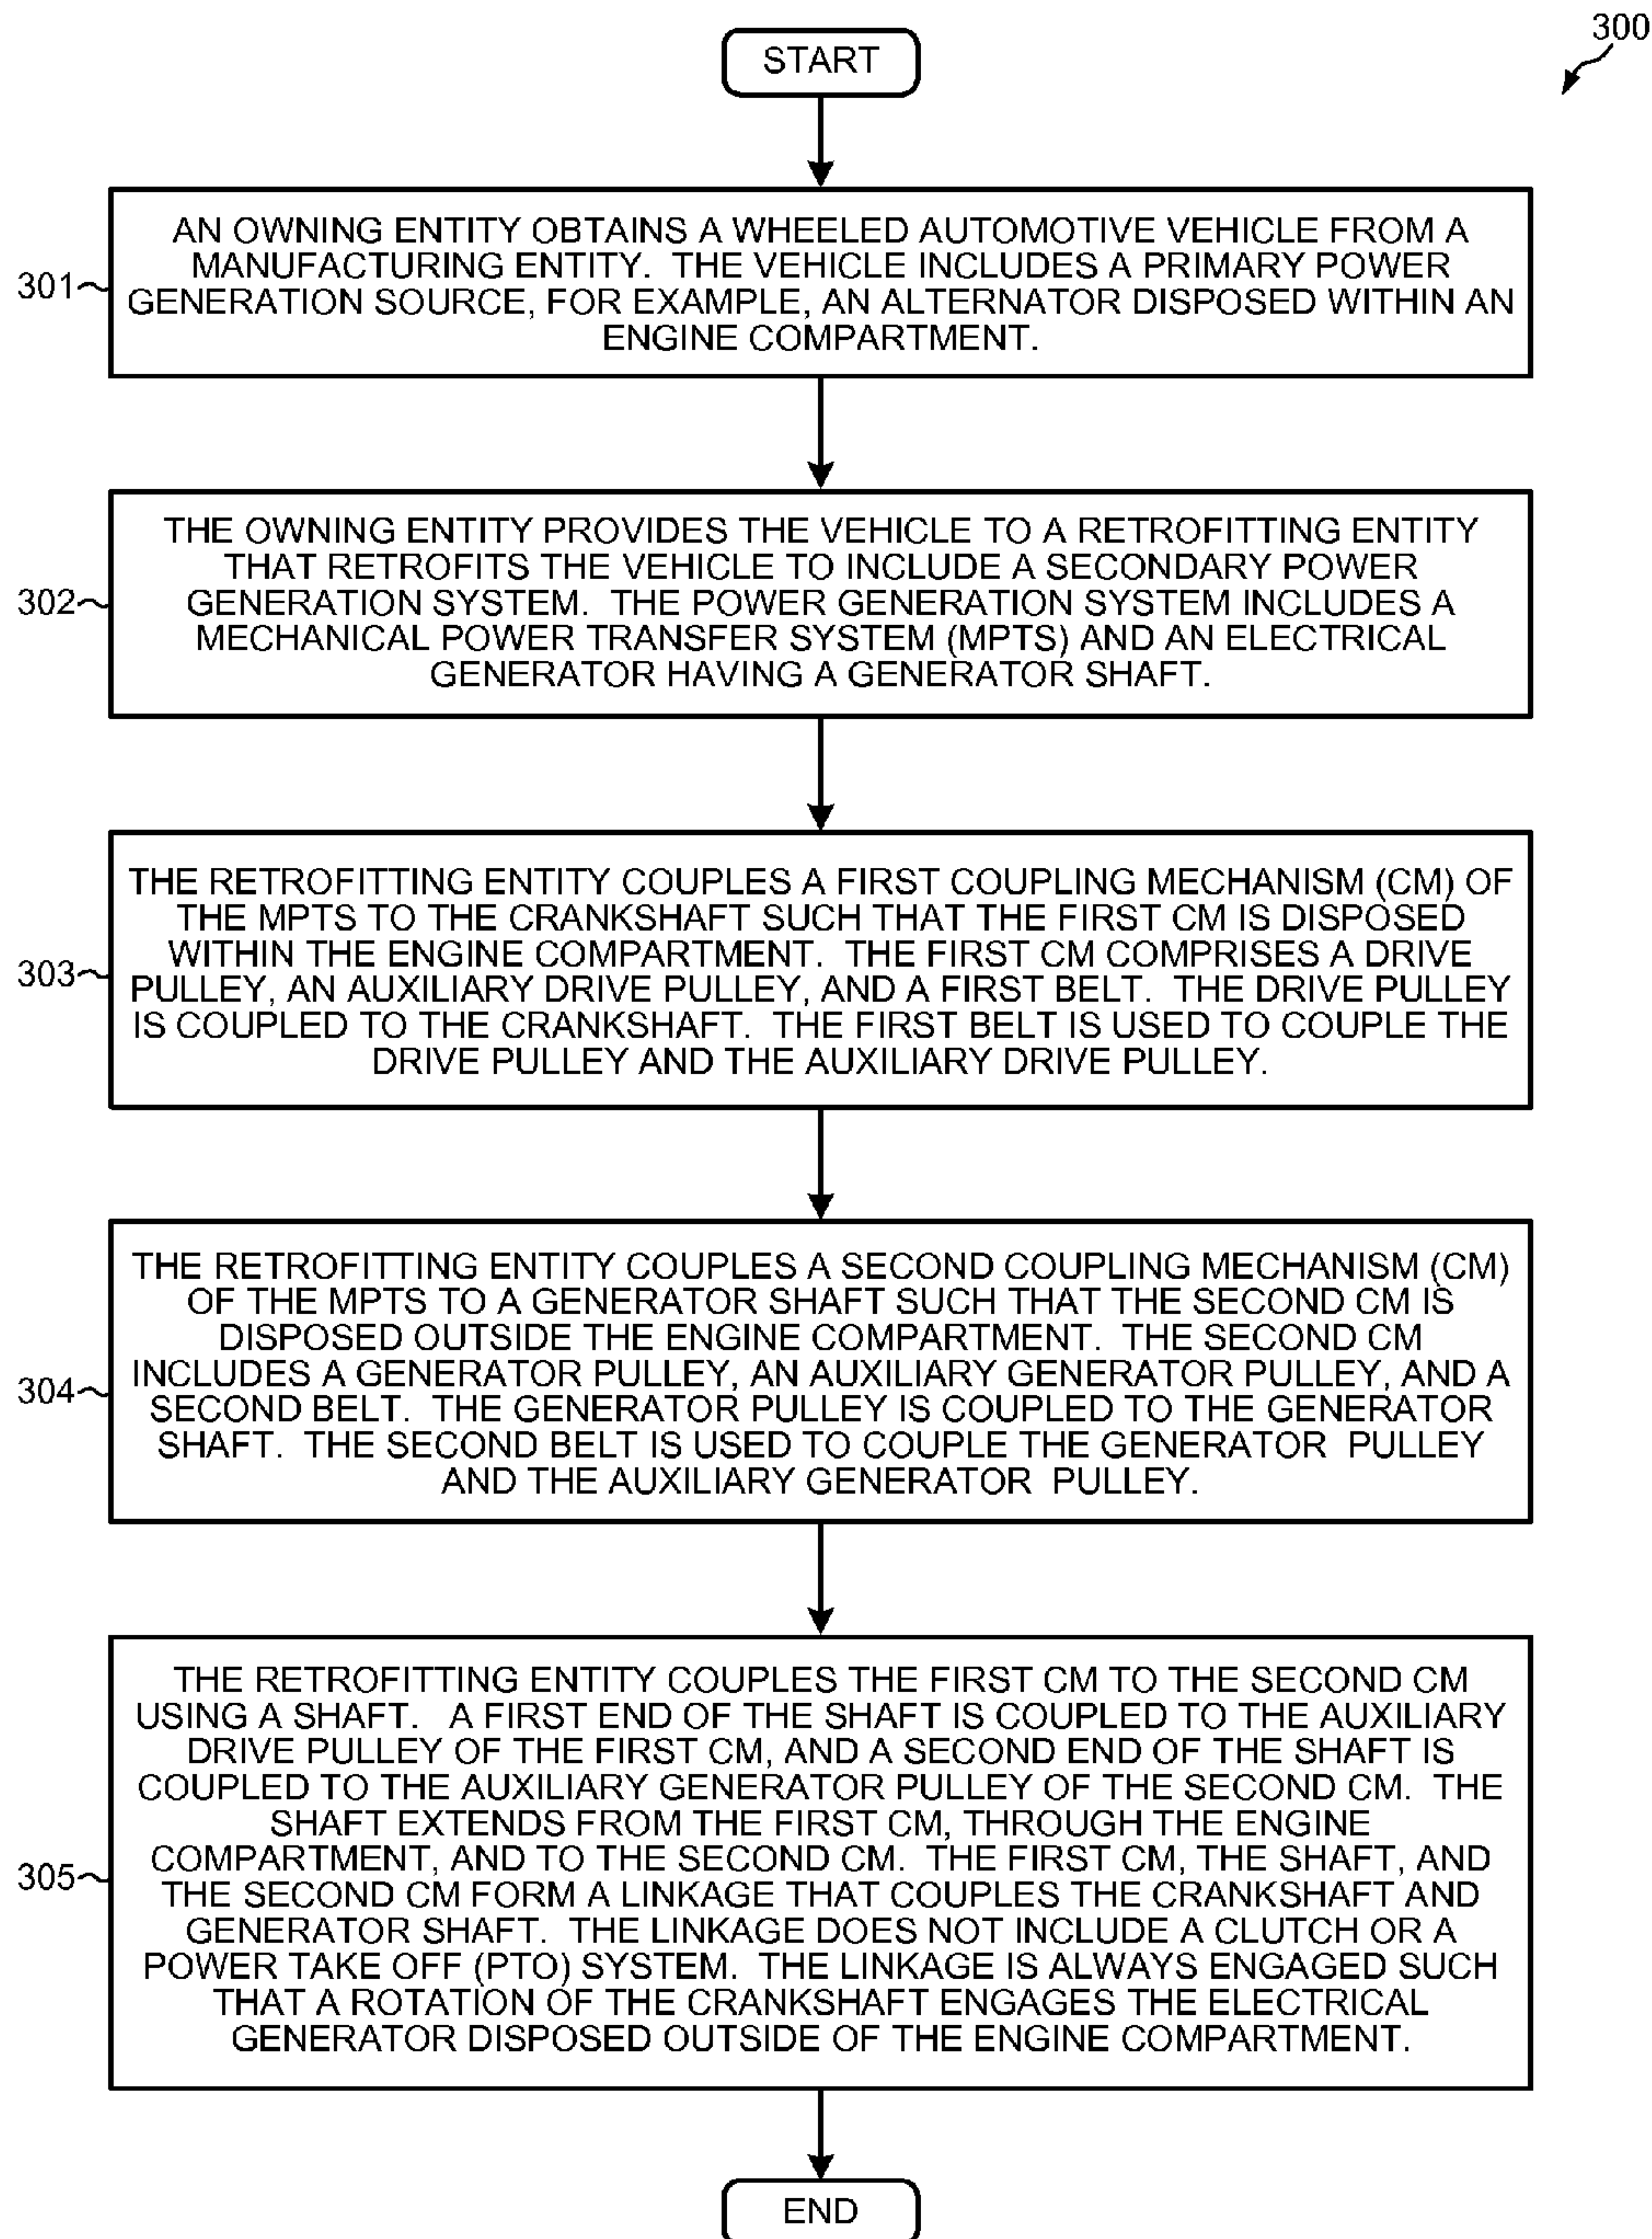 300
START
301
AN OWNING ENTITY OBTAINS A WHEELED AUTOMOTIVE VEHICLE FROM A
MANUFACTURING ENTITY. THE VEHICLE INCLUDES A PRIMARY POWER
GENERATION SOURCE, FOR EXAMPLE, AN ALTERNATOR DISPOSED WITHIN AN
ENGINE COMPARTMENT.
302
THE OWNING ENTITY PROVIDES THE VEHICLE TO A RETROFITTING ENTITY
THAT RETROFITS THE VEHICLE TO INCLUDE A SECONDARY POWER
GENERATION SYSTEM. THE POWER GENERATION SYSTEM INCLUDES A
MECHANICAL POWER TRANSFER SYSTEM (MPTS) AND AN ELECTRICAL
GENERATOR HAVING A GENERATOR SHAFT.
303
THE RETROFITTING ENTITY COUPLES A FIRST COUPLING MECHANISM (CM) OF
THE MPTS TO THE CRANKSHAFT SUCH THAT THE FIRST CM IS DISPOSED
WITHIN THE ENGINE COMPARTMENT. THE FIRST CM COMPRISES A DRIVE
PULLEY, AN AUXILIARY DRIVE PULLEY, AND A FIRST BELT. THE DRIVE PULLEY
IS COUPLED TO THE CRANKSHAFT. THE FIRST BELT IS USED TO COUPLE THE
DRIVE PULLEY AND THE AUXILIARY DRIVE PULLEY.
304
THE RETROFITTING ENTITY COUPLES A SECOND COUPLING MECHANISM (CM)
OF THE MPTS TO A GENERATOR SHAFT SUCH THAT THE SECOND CM IS
DISPOSED OUTSIDE THE ENGINE COMPARTMENT. THE SECOND CM
INCLUDES A GENERATOR PULLEY, AN AUXILIARY GENERATOR PULLEY, AND A
SECOND BELT. THE GENERATOR PULLEY IS COUPLED TO THE GENERATOR
SHAFT. THE SECOND BELT IS USED TO COUPLE THE GENERATOR PULLEY
AND THE AUXILIARY GENERATOR PULLEY.
305
THE RETROFITTING ENTITY COUPLES THE FIRST CM TO THE SECOND CM
USING A SHAFT. A FIRST END OF THE SHAFT IS COUPLED TO THE AUXILIARY
DRIVE PULLEY OF THE FIRST CM, AND A SECOND END OF THE SHAFT IS
COUPLED TO THE AUXILIARY GENERATOR PULLEY OF THE SECOND CM. THE
SHAFT EXTENDS FROM THE FIRST CM, THROUGH THE ENGINE
COMPARTMENT, AND TO THE SECOND CM. THE FIRST CM, THE SHAFT, AND
THE SECOND CM FORM A LINKAGE THAT COUPLES THE CRANKSHAFT AND
GENERATOR SHAFT. THE LINKAGE DOES NOT INCLUDE A CLUTCH OR A
POWER TAKE OFF (PTO) SYSTEM. THE LINKAGE IS ALWAYS ENGAGED SUCH
THAT A ROTATION OF THE CRANKSHAFT ENGAGES THE ELECTRICAL
GENERATOR DISPOSED OUTSIDE OF THE ENGINE COMPARTMENT.
END